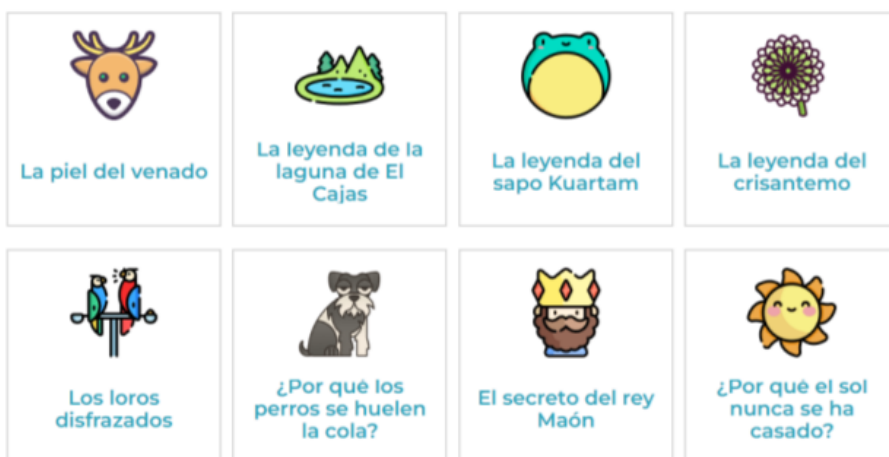 La piel del venado
La leyenda de la
laguna de El
Cajas
La leyenda del
sapo Kuartam
La leyenda del
crisantemo
Los loros
disfrazados
¿Por qué los
perros se huelen
la cola?
El secreto del rey
Maón
¿Por qué el sol
nunca se ha
casado?